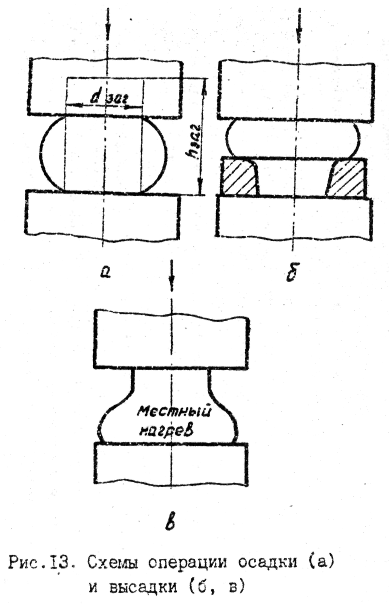 d заг
hзаг
а
б
Местный
нагрев
в
Рис.13. Схемы операции осадки (а)
и высадки (б, в)